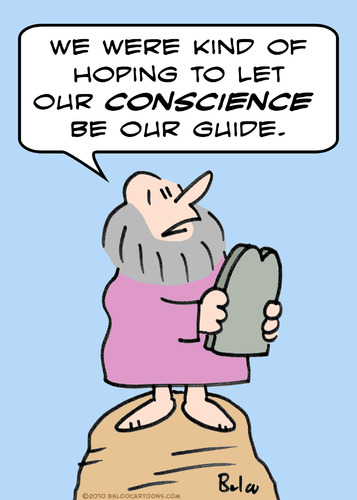 WE WERE KIND OF
HOPING TO LET
OUR CONSCIENCE
BE OUR GUIDE.
©2010 BALOOCARTOONS.COM
Baloo